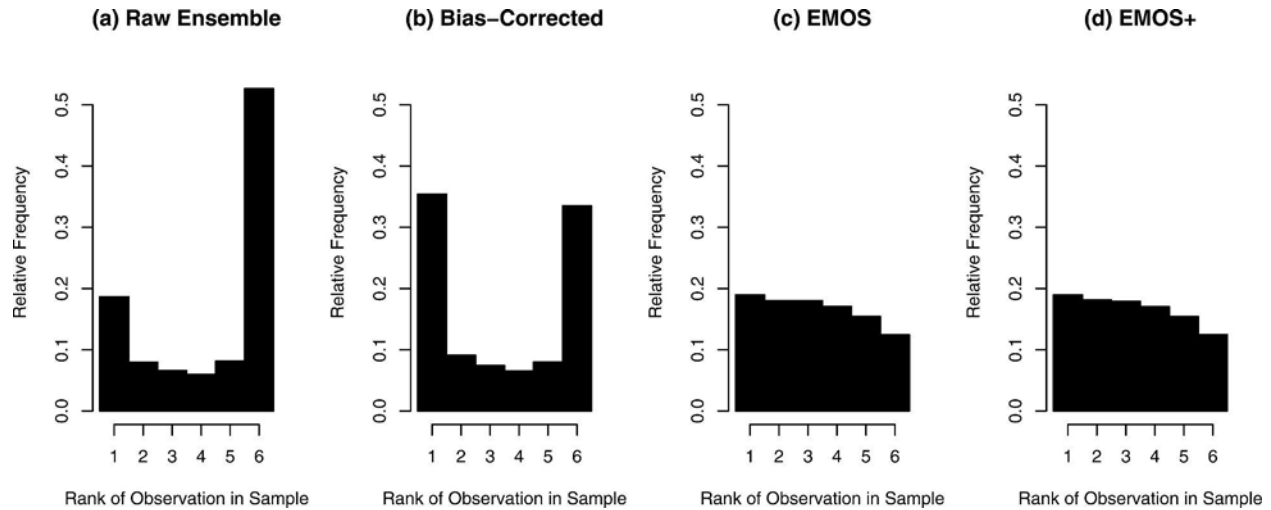 (a) Raw Ensemble
(b) Bias−Corrected
(c) EMOS
(d) EMOS+
Relative Frequency
0.0 0.1 0.2 0.3 0.4 0.5
1 2 3 4 5 6
Rank of Observation in Sample
Relative Frequency
0.0 0.1 0.2 0.3 0.4 0.5
1 2 3 4 5 6
Rank of Observation in Sample
Relative Frequency
0.0 0.1 0.2 0.3 0.4 0.5
1 2 3 4 5 6
Rank of Observation in Sample
Relative Frequency
0.0 0.1 0.2 0.3 0.4 0.5
1 2 3 4 5 6
Rank of Observation in Sample